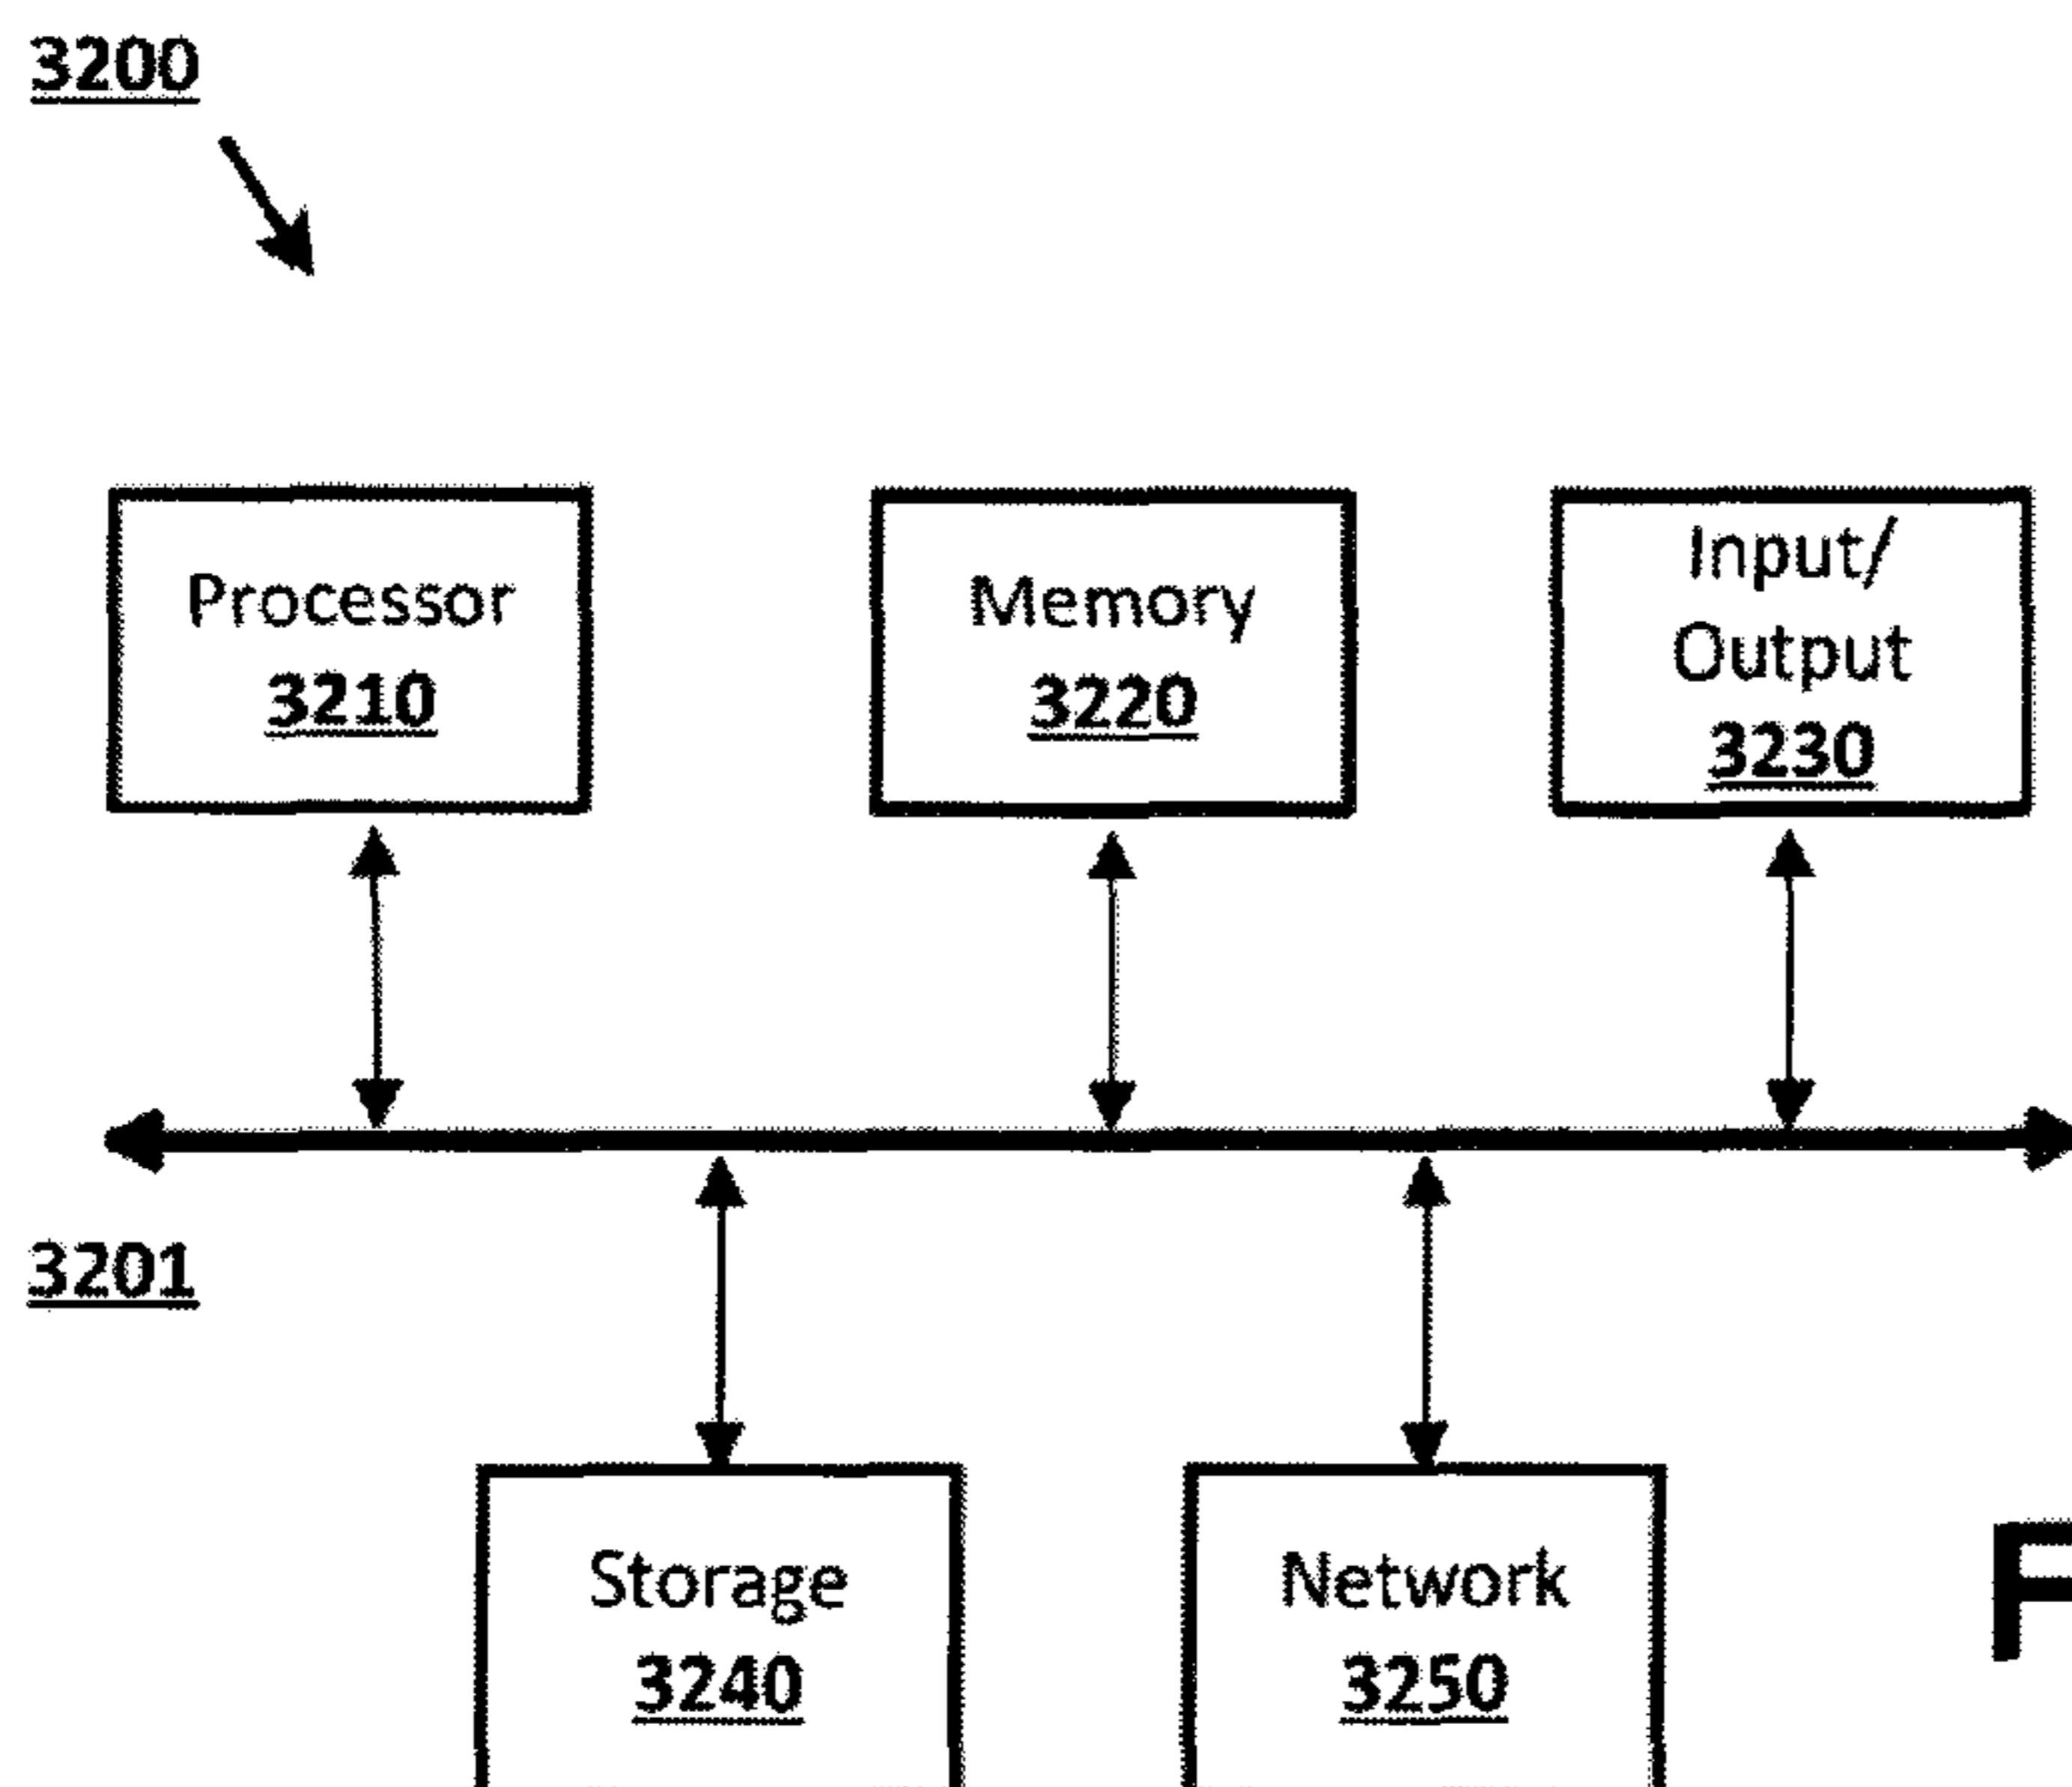 3200
Processor
3210
Memory
3220
Input/
Output
3230
3201
Storage
3240
Network
3250
F